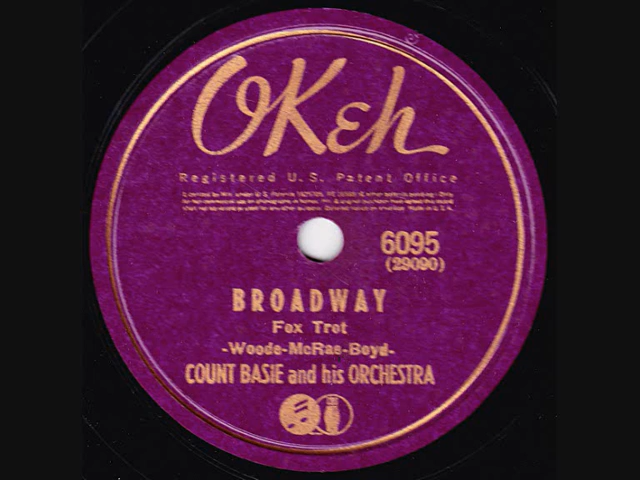 OKeh
Registered U.S. Patent Office
6095
(29090)
BROADWAY
Fox Trot
-Woode-McRae-Boyd-
COUNT BASIE and his ORCHESTRA